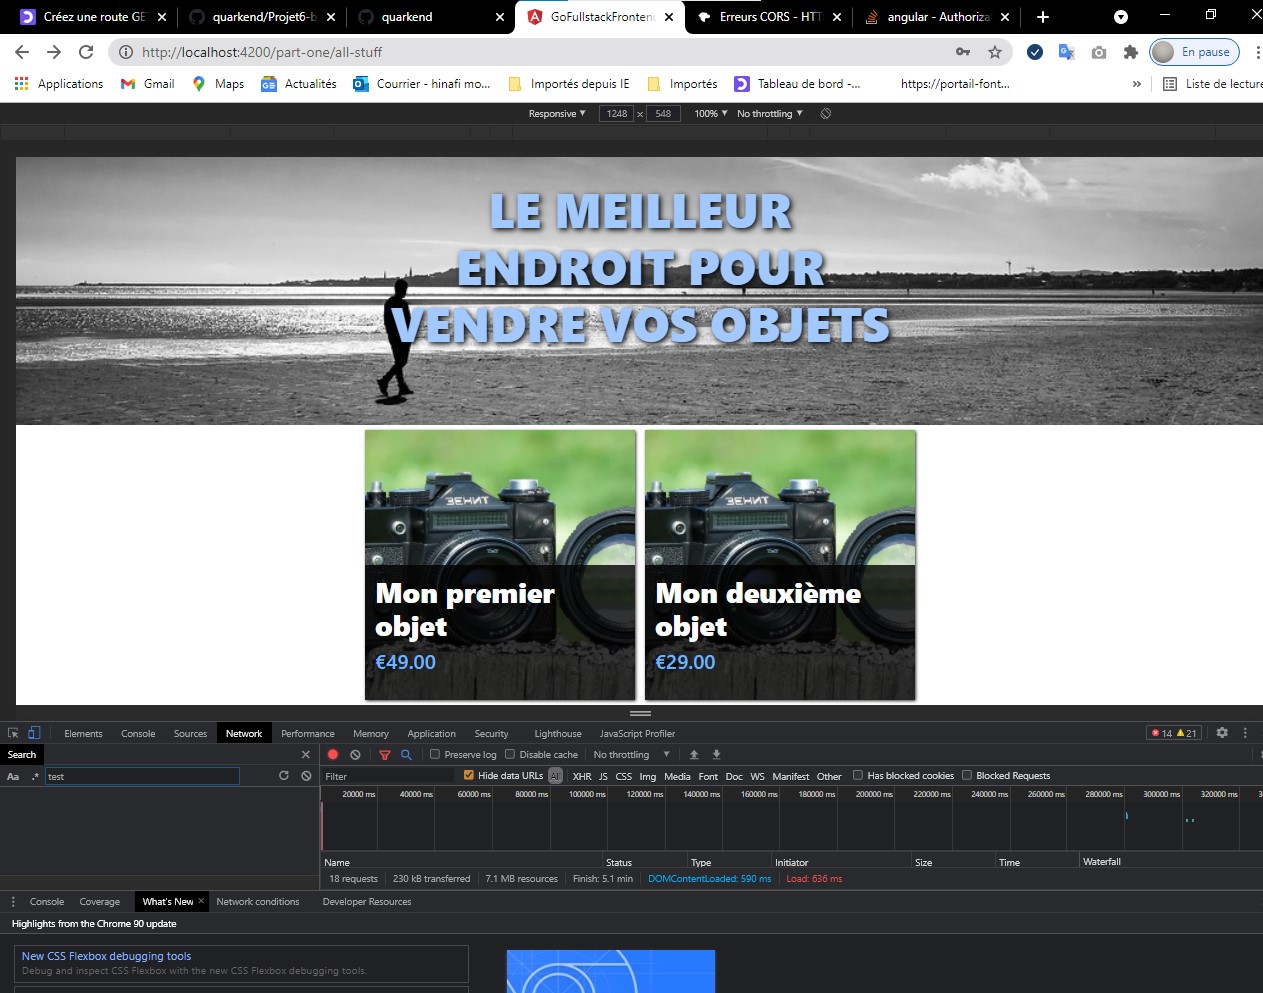 Créez une route GE
quarkend/Projet6-b
quarkend
GoFullstackFrontend
Erreurs CORS - HTT
angular - Authoriza
http://localhost:4200/part-one/all-stuff
En pause
Applications
Gmail
Maps
Actualités
Courrier - hinafi mo...
Importés depuis IE
Importés
Tableau de bord -...
https://portail-font...
»
Liste de lecture
Responsive
1248 × 548
100%
No throttling
LE MEILLEUR
ENDROIT POUR
VENDRE VOS OBJETS
Mon premier
objet
€49.00
Mon deuxième
objet
€29.00
Elements
Console
Sources
Network
Performance
Memory
Application
Security
Lighthouse
JavaScript Profiler
14
21
Search
Aa
.*
test
Preserve log
Disable cache
No throttling
Filter
Hide data URLs
All
XHR
JS
CSS
Img
Media
Font
Doc
WS
Manifest
Other
Has blocked cookies
Blocked Requests
20000 ms
40000 ms
60000 ms
80000 ms
100000 ms
120000 ms
140000 ms
160000 ms
180000 ms
200000 ms
220000 ms
240000 ms
260000 ms
280000 ms
300000 ms
320000 ms
Name
Status
Type
Initiator
Size
Time
Waterfall
18 requests
230 kB transferred
7.1 MB resources
Finish: 5.1 min
DOMContentLoaded: 590 ms
Load: 636 ms
Console
Coverage
What's New
Network conditions
Developer Resources
Highlights from the Chrome 90 update
New CSS Flexbox debugging tools
Debug and inspect CSS Flexbox with the new CSS Flexbox debugging tools.